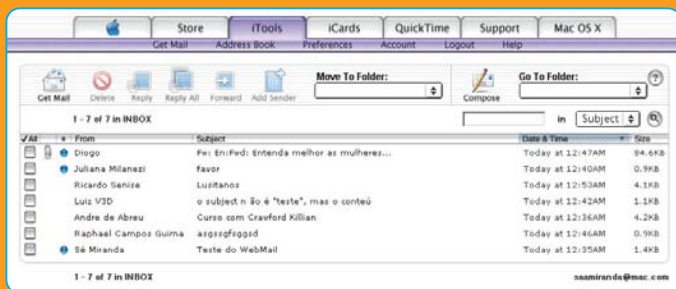 Store iTools iCards QuickTime Support Mac OS X
Get Mail Address Book Preferences Account Logout Help
Move To Folder: Go To Folder: ?
Get Mail Delete Reply Reply All Forward Add Sender Compose
1 - 7 of 7 in INBOX in Subject
All From Subject Date & Time Size
Diogo Fw: En:Fwd: Entenda melhor as mulheres... Today at 12:47AM 94.6KB
Juliana Milanezi favor Today at 12:40AM 0.9KB
Ricardo Senise Lusitanos Today at 12:50AM 4.1KB
Luiz V3D o subject n ão é "teste", mas o conteú Today at 12:42AM 1.1KB
Andre de Abreu Curso com Crawford Killian Today at 12:36AM 4.2KB
Raphael Campos Guima asgssgfsggsd Today at 12:46AM 0.9KB
Sé Miranda Teste do WebMail Today at 12:35AM 1.4KB
1 - 7 of 7 in INBOX